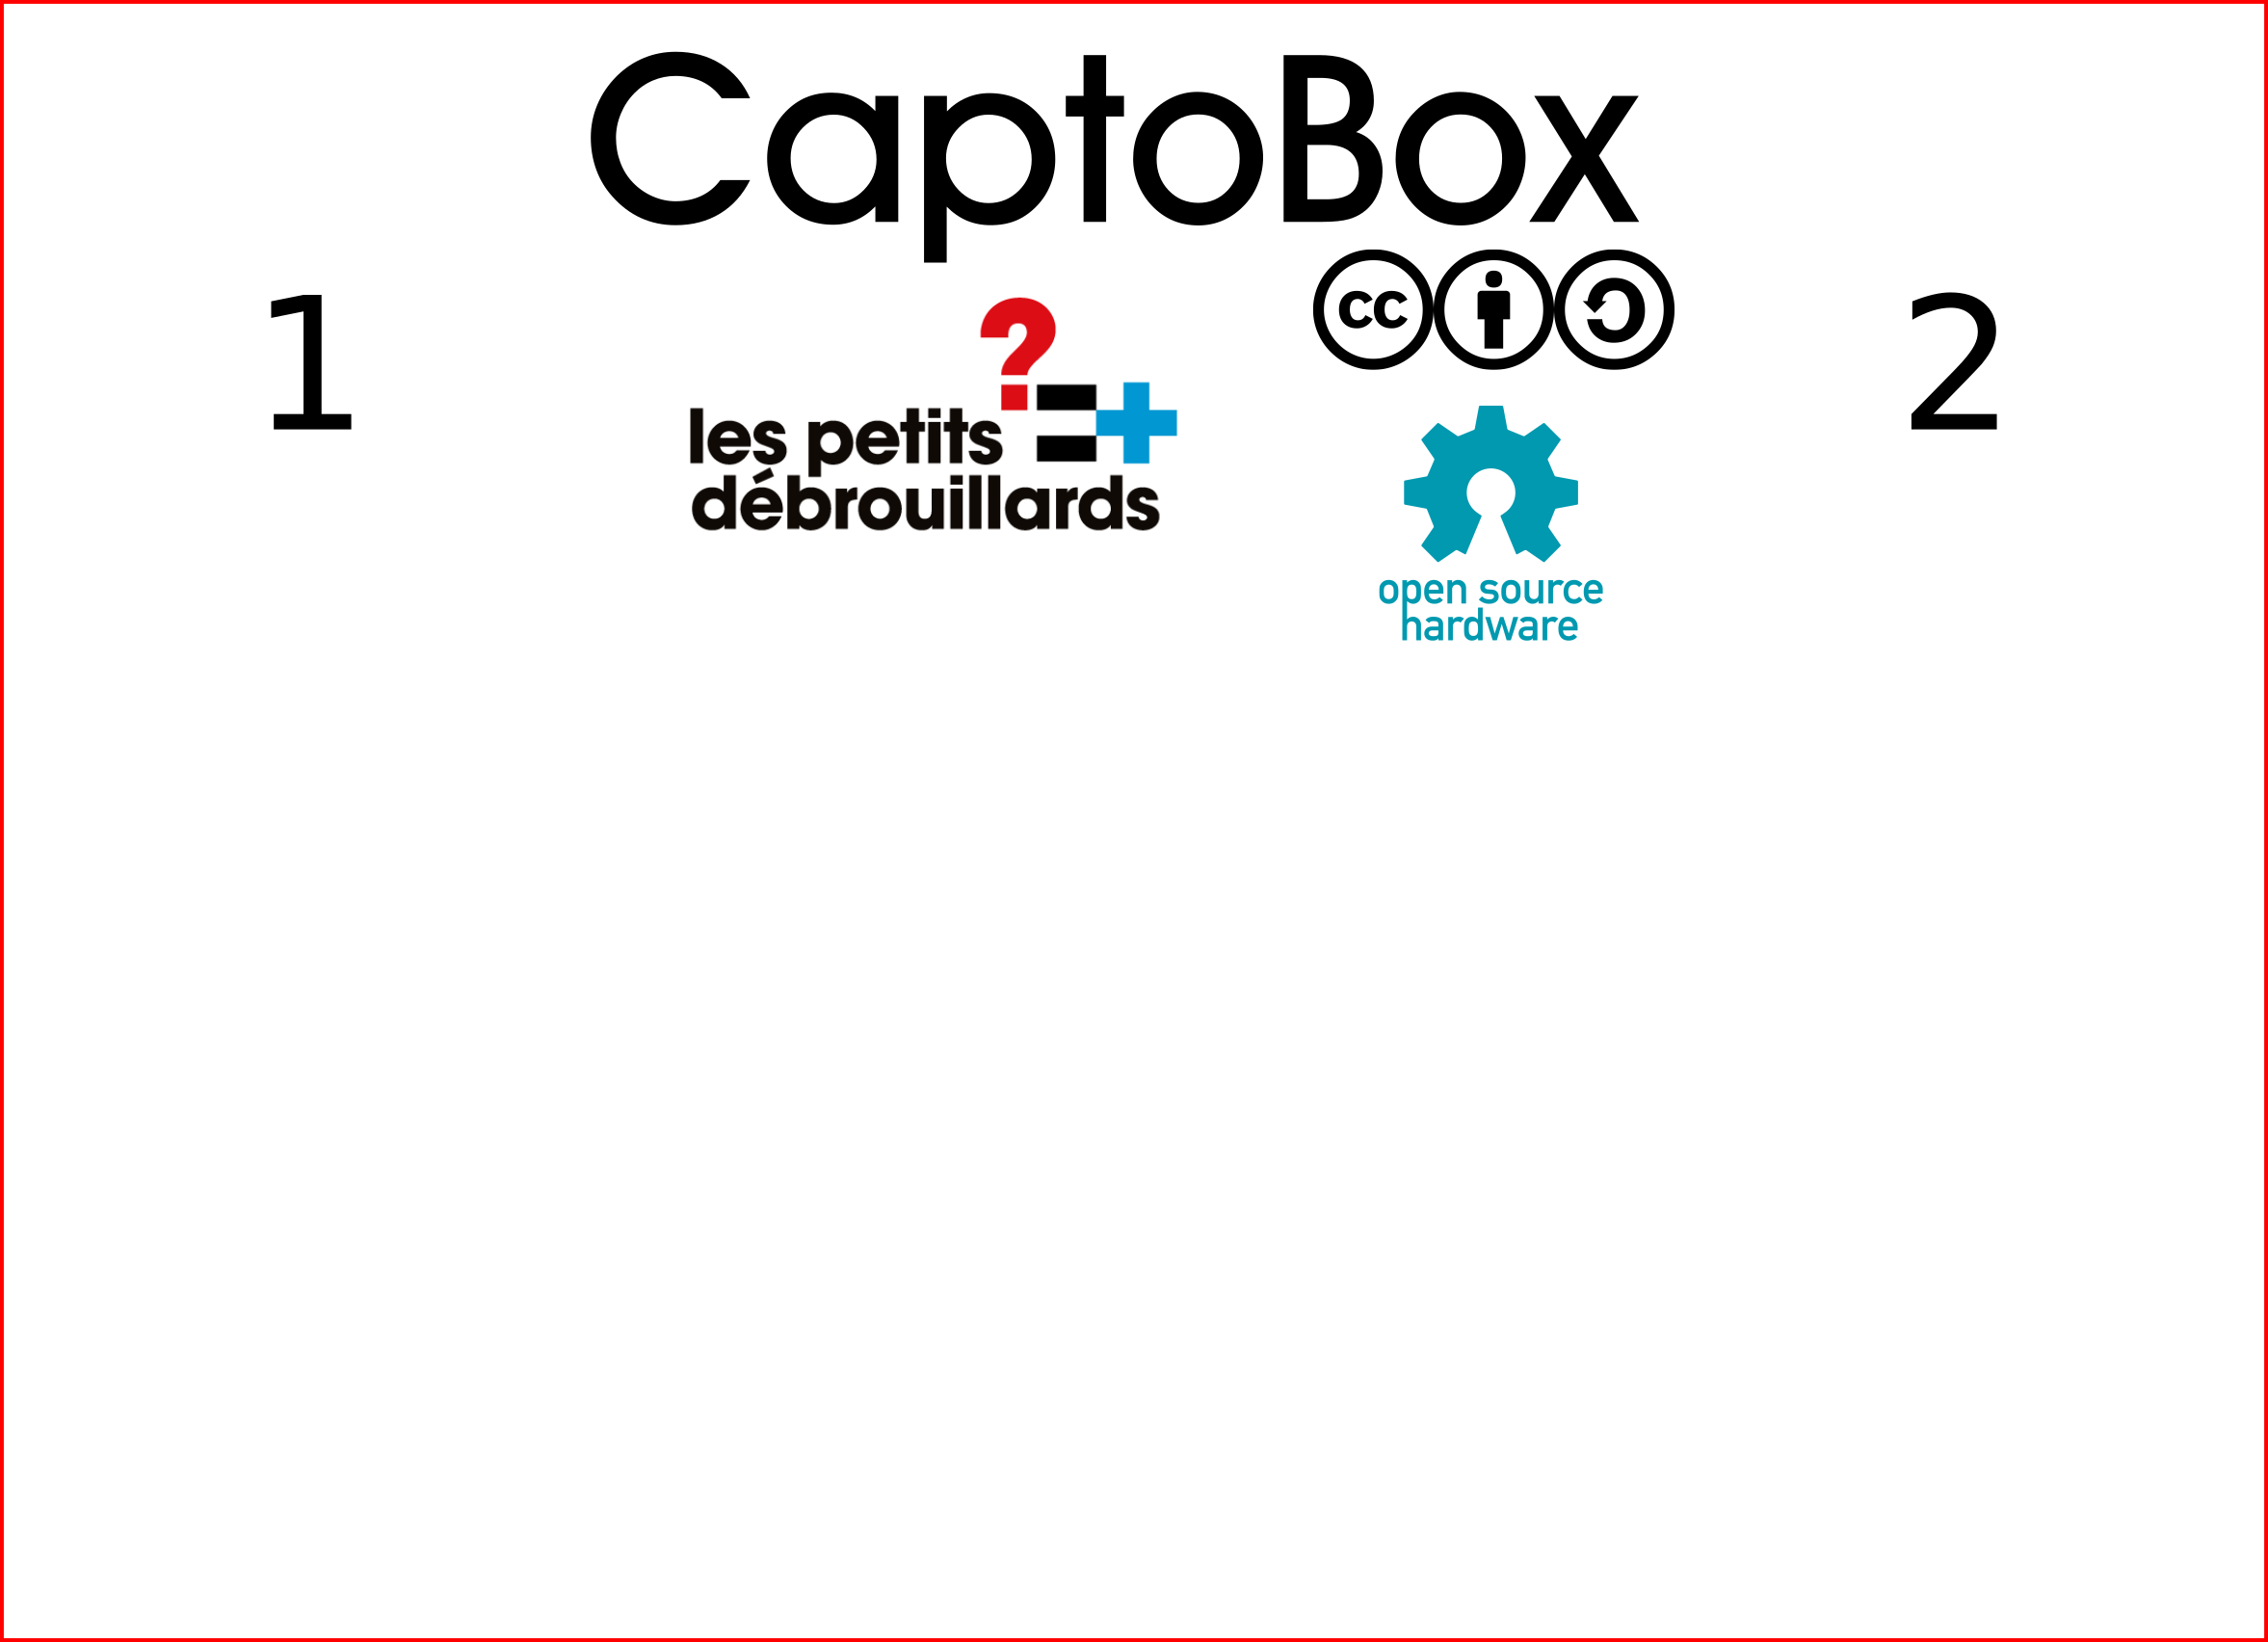 CaptoBox
1
2
cc
?=+
les petits
débrouillards
open source
hardware